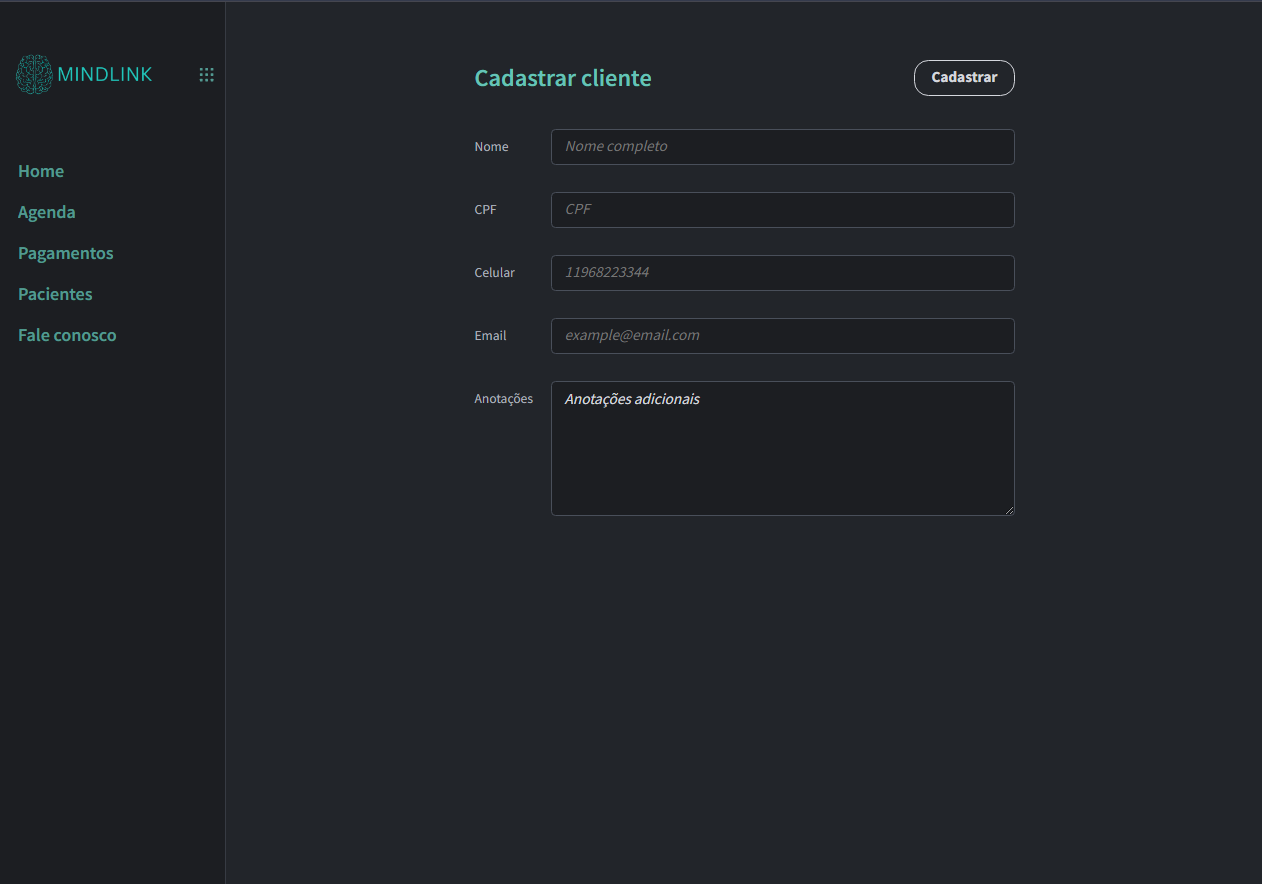 MINDLINK
Home
Agenda
Pagamentos
Pacientes
Fale conosco
Cadastrar cliente
Cadastrar
Nome
Nome completo
CPF
CPF
Celular
11968223344
Email
example@email.com
Anotações
Anotações adicionais